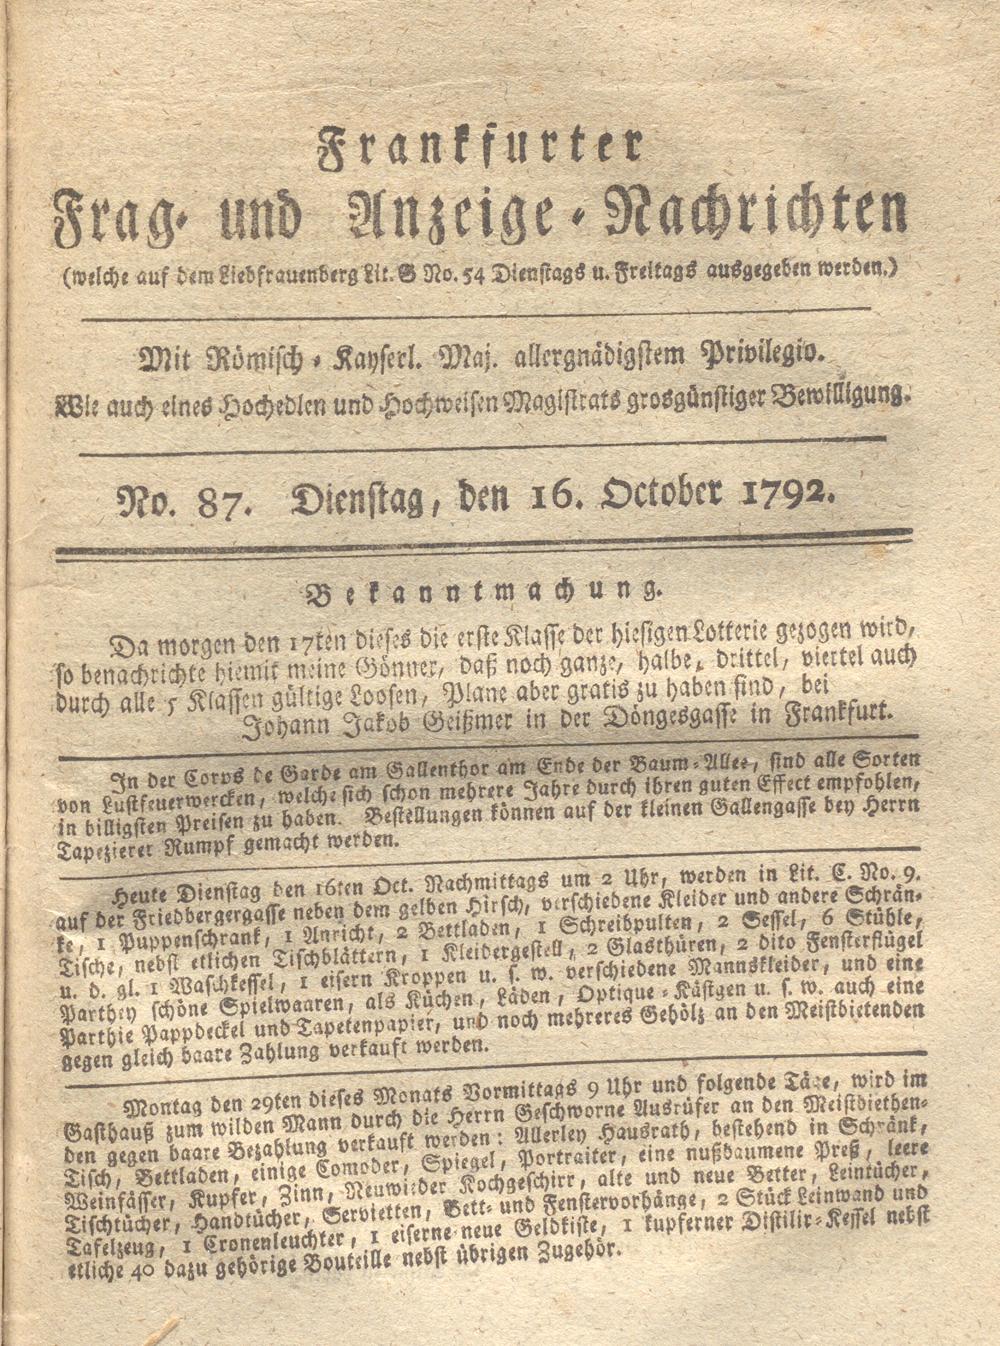 Frankfurter
Frag- und Anzeige-Nachrichten
(welche auf dem Liebfrauenberg Lit. G No. 54 Dienstags u. Freitags ausgegeben werden.)
Mit Römisch-Kayserl. Maj. allergnädigstem Privilegio.
Wie auch eines Hochedlen und Hochweisen Magistrats grosgünstiger Bewilligung.
No. 87. Dienstag, den 16. October 1792.
Bekanntmachung.
Da morgen den 17ten dieses die erste Klasse der hiesigen Lotterie gezogen wird,
so benachrichte hiemit meine Gönner, daß noch ganze, halbe, drittel, viertel auch
durch alle 5 Klassen gültige Loosen, Plane aber gratis zu haben sind, bei
Johann Jakob Geißmer in der Döngesgasse in Frankfurt.
In der Corps de Garde am Gallenthor am Ende der Baum-Allee, sind alle Sorten
von Lustfeuerwercken, welche sich schon mehrere Jahre durch ihren guten Effect empfohlen,
in billigsten Preisen zu haben. Bestellungen können auf der kleinen Gallengasse bey Herrn
Tapezierer Rumpf gemacht werden.
Heute Dienstag den 16ten Oct. Nachmittags um 2 Uhr, werden in Lit. C. No. 9.
auf der Friedbergergasse neben dem gelben Hirsch, verschiedene Kleider und andere Schrän-
ke, 1 Puppenschrank, 1 Anricht, 2 Bettladen, 1 Schreibpulten, 2 Sessel, 6 Stühle,
Tische, nebst etlichen Tischblättern, 1 Kleidergestell, 2 Glasthüren, 2 dito Fensterflügel
u. d. gl. 1 Waschkessel, 1 eisern Kroppen u. s. w. verschiedene Mannskleider, und eine
Parthey schöne Spielwaaren, als Küchen, Läden, Optique-Kästgen u. s. w. auch eine
Parthie Pappdeckel und Tapetenpapier, und noch mehreres Gehölz an den Meistbietenden
gegen gleich baare Zahlung verkauft werden.
Montag den 29ten dieses Monats Vormittags 9 Uhr und folgende Täge, wird im
Gasthauß zum wilden Mann durch die Herrn Geschworne Ausrüfer an den Meistbiethen-
den gegen baare Bezahlung verkauft werden: Allerley Hausrath, bestehend in Schränk,
Tisch, Bettladen, einige Comoder, Spiegel, Portraiter, eine nußbaumene Preß, leere
Weinfässer, Kupfer, Zinn, Neuwieder Kochgeschirr, alte und neue Better, Leintücher,
Tischtücher, Handtücher, Servietten, Bett- und Fenstervorhänge, 2 Stück Leinwand und
Tafelzeug, 1 Cronenleuchter, 1 eiserne neue Geldkiste, 1 kupferner Distilir-Kessel nebst
etliche 40 dazu gehörige Bouteille nebst übrigen Zugehör.